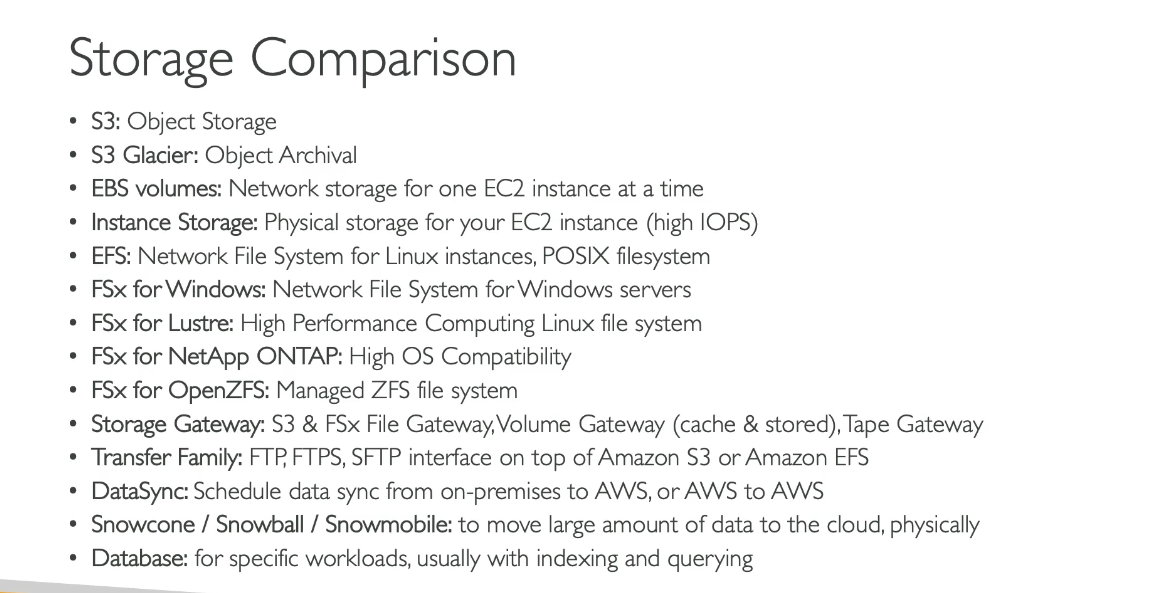 Storage Comparison
• S3: Object Storage
• S3 Glacier: Object Archival
• EBS volumes: Network storage for one EC2 instance at a time
• Instance Storage: Physical storage for your EC2 instance (high IOPS)
• EFS: Network File System for Linux instances, POSIX filesystem
• FSx for Windows: Network File System for Windows servers
• FSx for Lustre: High Performance Computing Linux file system
• FSx for NetApp ONTAP: High OS Compatibility
• FSx for OpenZFS: Managed ZFS file system
• Storage Gateway: S3 & FSx File Gateway, Volume Gateway (cache & stored), Tape Gateway
• Transfer Family: FTP, FTPS, SFTP interface on top of Amazon S3 or Amazon EFS
• DataSync: Schedule data sync from on-premises to AWS, or AWS to AWS
• Snowcone / Snowball / Snowmobile: to move large amount of data to the cloud, physically
• Database: for specific workloads, usually with indexing and querying